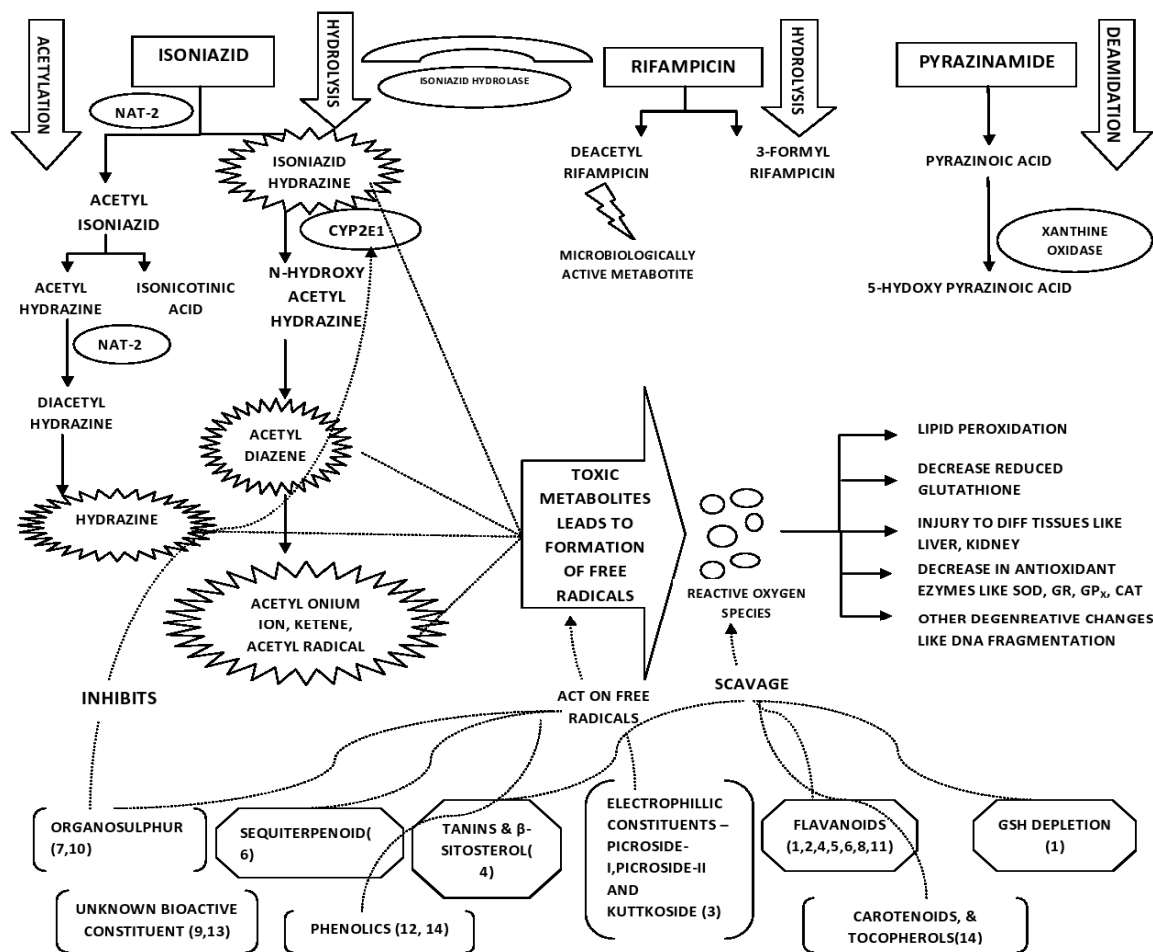 ACETYLATION
ISONIAZID
HYDROLYSIS
ISONIAZID HYDROLASE
RIFAMPICIN
HYDROLYSIS
PYRAZINAMIDE
DEAMIDATION
NAT-2
ISONIAZID
HYDRAZINE
DEACETYL
RIFAMPICIN
3-FORMYL
RIFAMPICIN
PYRAZINOIC ACID
ACETYL
ISONIAZID
CYP2E1
MICROBIOLOGICALLY
ACTIVE METABOTITE
XANTHINE
OXIDASE
ACETYL
HYDRAZINE
ISONICOTINIC
ACID
N-HYDROXY
ACETYL
HYDRAZINE
5-HYDOXY PYRAZINOIC ACID
NAT-2
DIACETYL
HYDRAZINE
ACETYL
DIAZENE
HYDRAZINE
ACETYL ONIUM
ION, KETENE,
ACETYL RADICAL
TOXIC
METABOLITES
LEADS TO
FORMATION
OF FREE
RADICALS
REACTIVE OXYGEN
SPECIES
LIPID PEROXIDATION
DECREASE REDUCED
GLUTATHIONE
INJURY TO DIFF TISSUES LIKE
LIVER, KIDNEY
DECREASE IN ANTIOXIDANT
EZYMES LIKE SOD, GR, GPX, CAT
OTHER DEGENREATIVE CHANGES
LIKE DNA FRAGMENTATION
INHIBITS
ACT ON FREE
RADICALS
SCAVAGE
ORGANOSULPHUR
(7,10)
SEQUITERPENOID(
6)
TANINS & β-
SITOSTEROL(
4)
ELECTROPHILLIC
CONSTITUENTS –
PICROSIDE-
I,PICROSIDE-II
AND
KUTTKOSIDE (3)
FLAVANOIDS
(1,2,4,5,6,8,11)
GSH DEPLETION
(1)
UNKNOWN BIOACTIVE
CONSTITUENT (9,13)
PHENOLICS (12, 14)
CAROTENOIDS, &
TOCOPHEROLS(14)